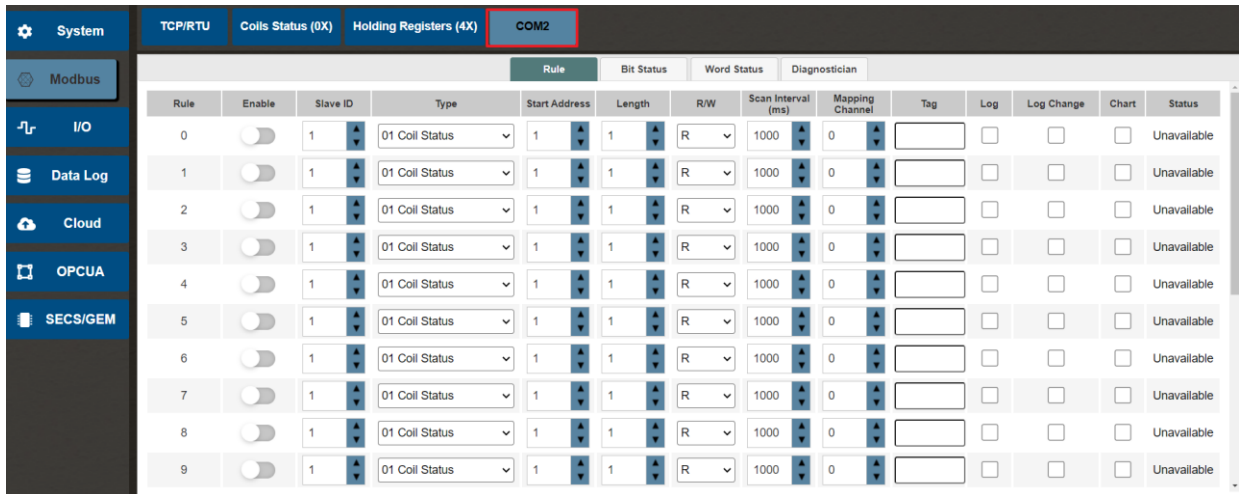 System
Modbus
I/O
Data Log
Cloud
OPCUA
SECS/GEM
TCP/RTU Coils Status (0X) Holding Registers (4X) COM2
Rule Bit Status Word Status Diagnostician
Rule Enable Slave ID Type Start Address Length R/W Scan Interval (ms) Mapping Channel Tag Log Log Change Chart Status
0 1 01 Coil Status 1 1 R 1000 0 Unavailable
1 1 01 Coil Status 1 1 R 1000 0 Unavailable
2 1 01 Coil Status 1 1 R 1000 0 Unavailable
3 1 01 Coil Status 1 1 R 1000 0 Unavailable
4 1 01 Coil Status 1 1 R 1000 0 Unavailable
5 1 01 Coil Status 1 1 R 1000 0 Unavailable
6 1 01 Coil Status 1 1 R 1000 0 Unavailable
7 1 01 Coil Status 1 1 R 1000 0 Unavailable
8 1 01 Coil Status 1 1 R 1000 0 Unavailable
9 1 01 Coil Status 1 1 R 1000 0 Unavailable